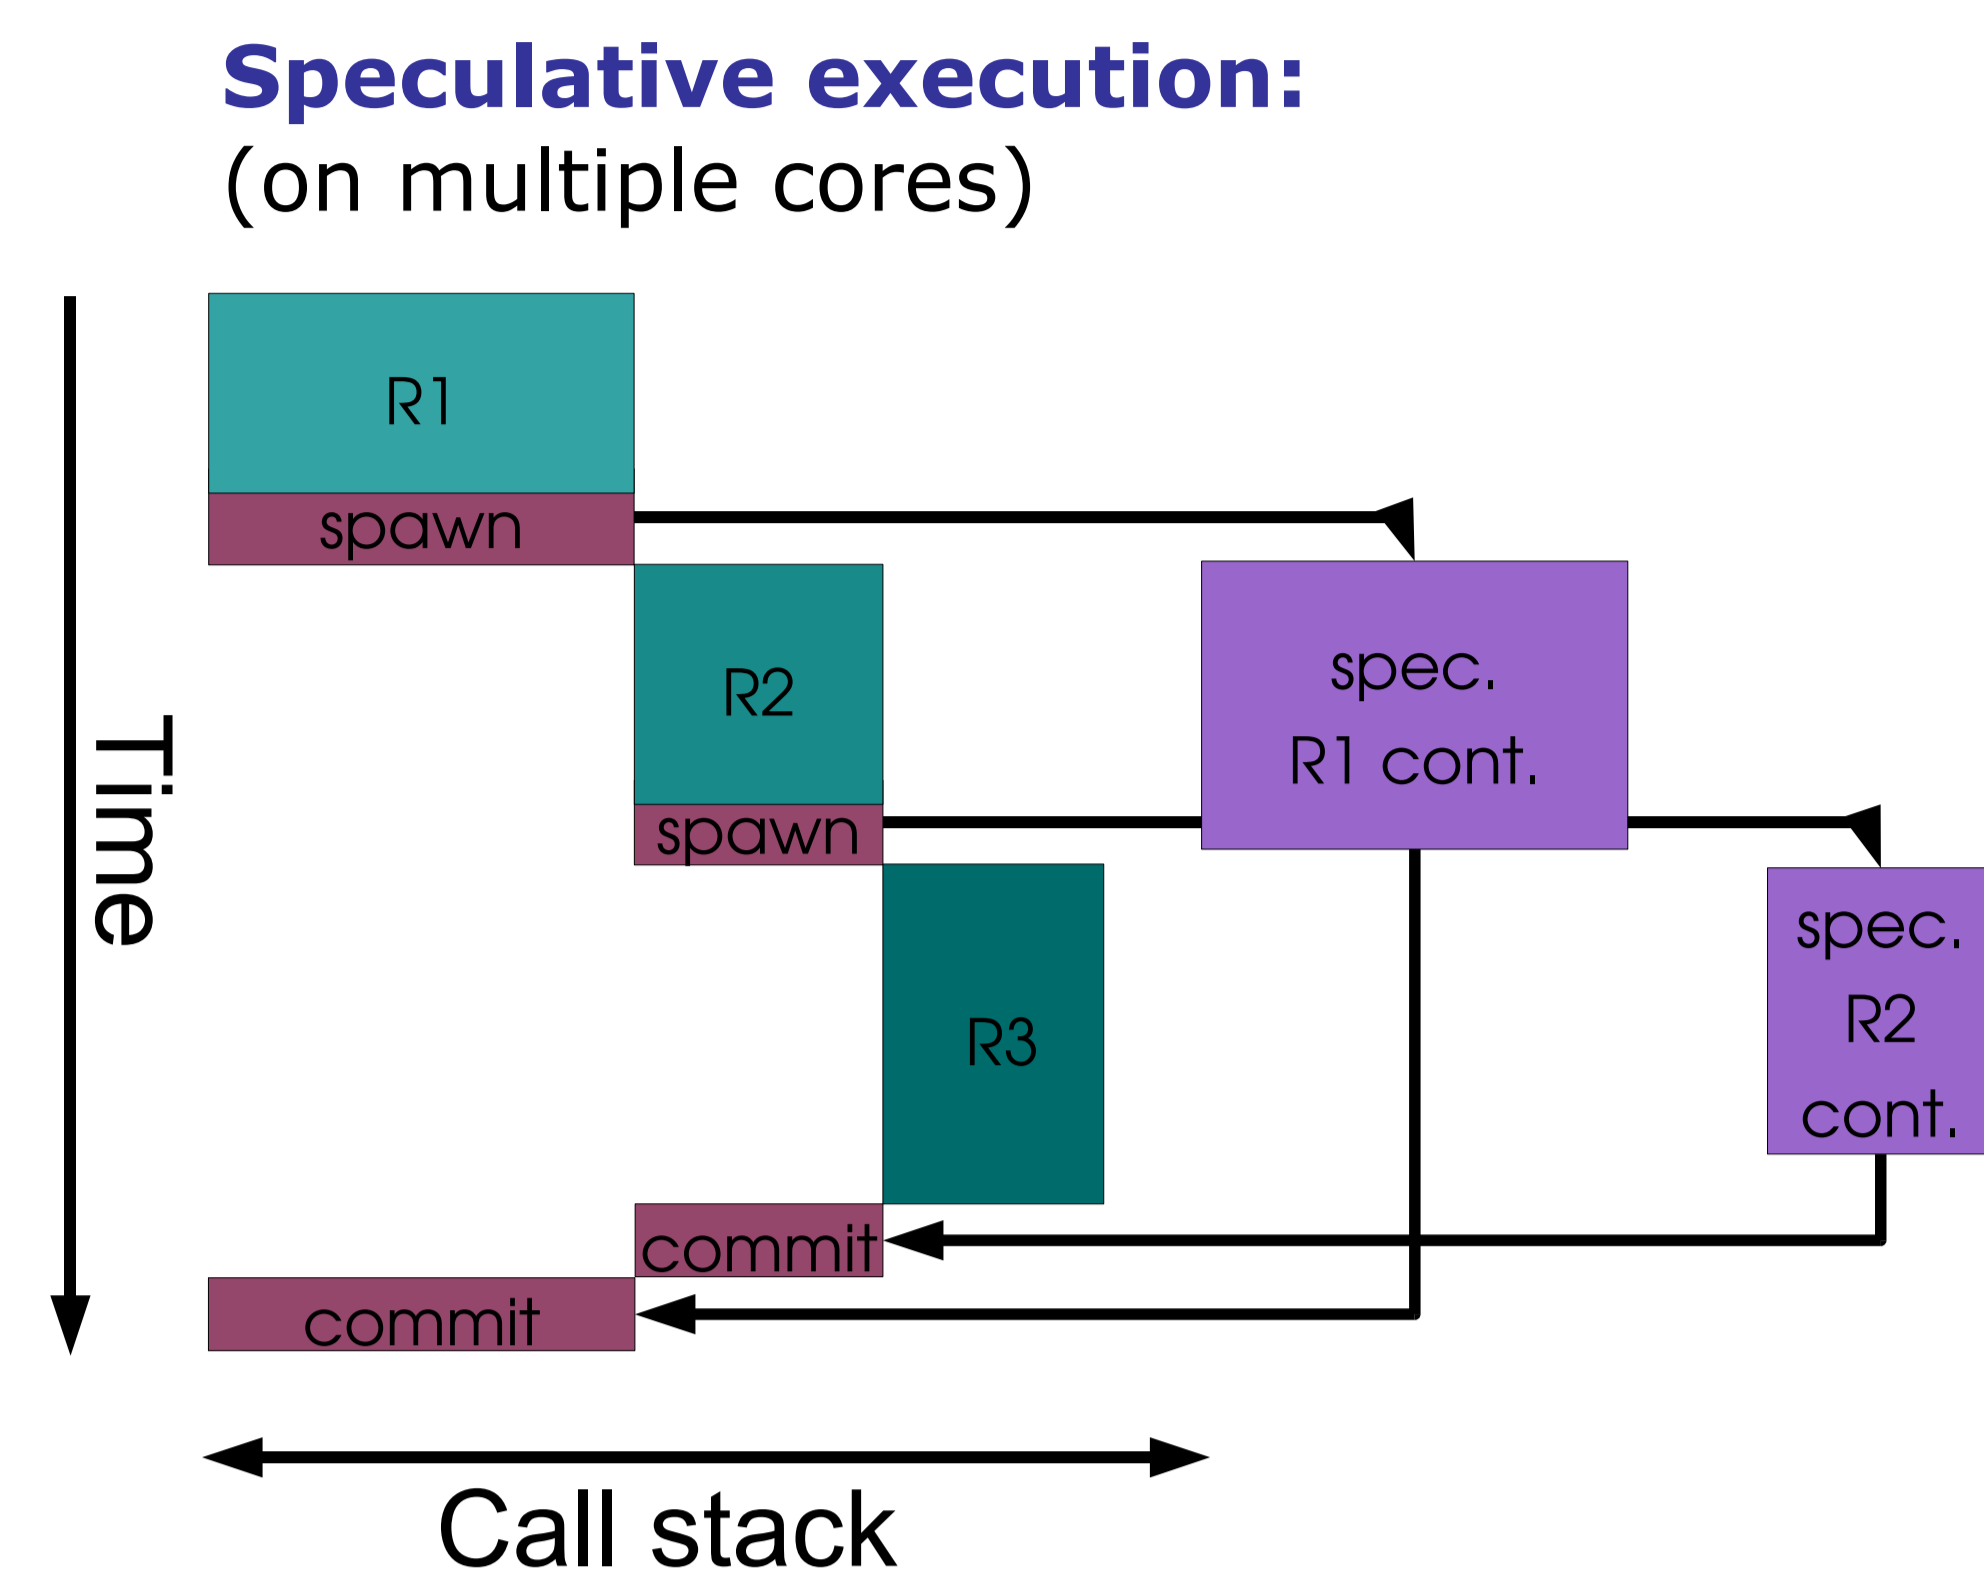 Speculative execution:
(on multiple cores)
R1
spawn
R2
spec.
R1 cont.
Time
spawn
spec.
R2
cont.
R3
commit
commit
Call stack